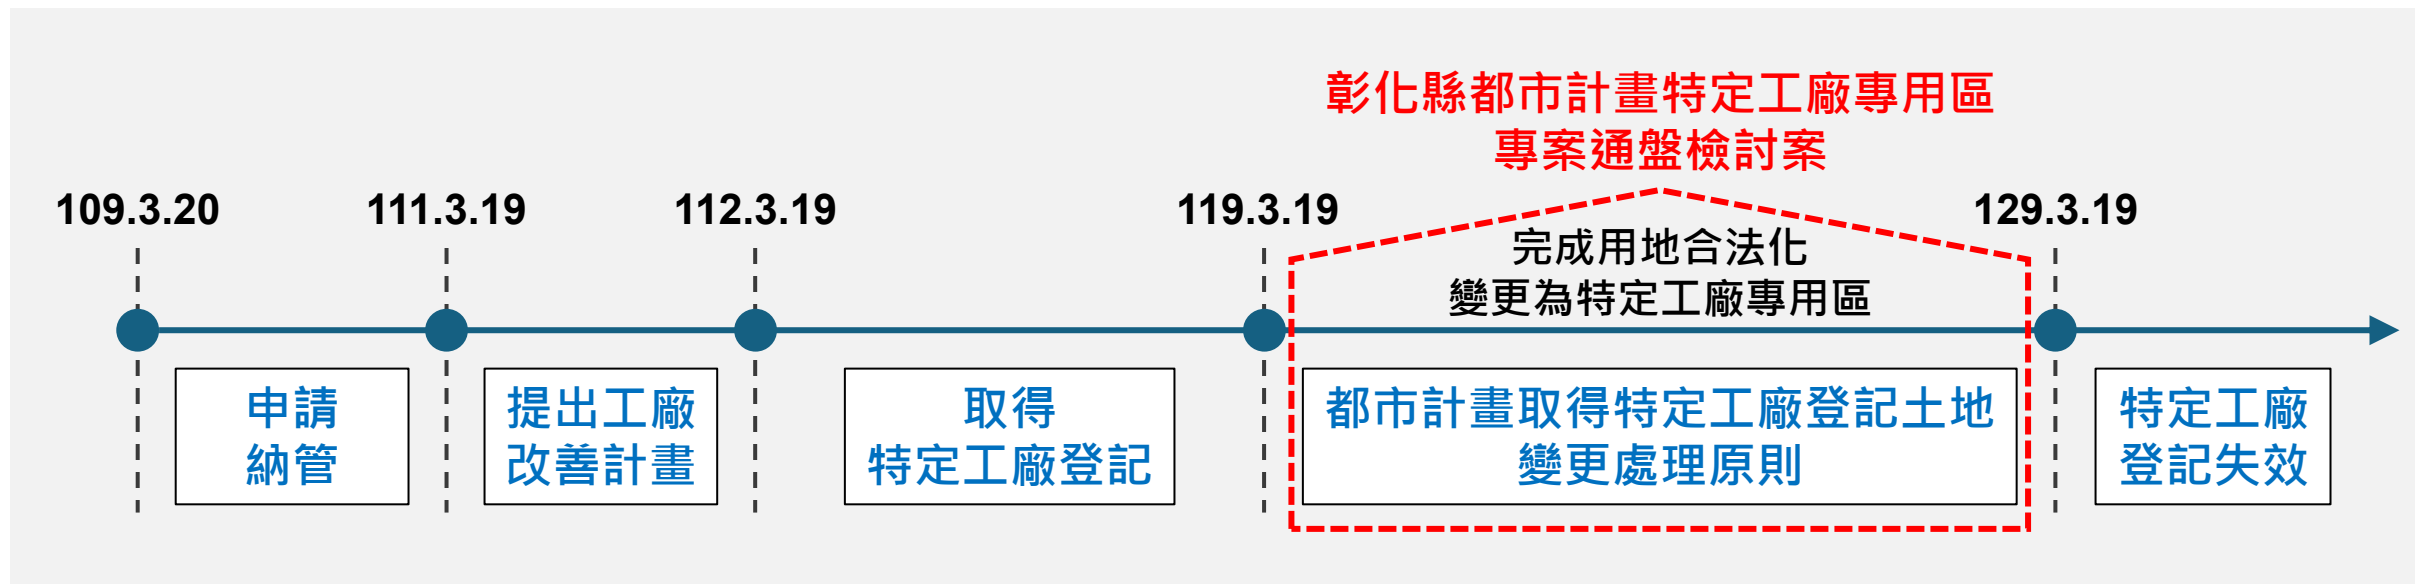 彰化縣都市計畫特定工廠專用區
專案通盤檢討案
109.3.20
111.3.19
112.3.19
119.3.19
129.3.19
完成用地合法化
變更為特定工廠專用區
申請
納管
提出工廠
改善計畫
取得
特定工廠登記
都市計畫取得特定工廠登記土地
變更處理原則
特定工廠
登記失效